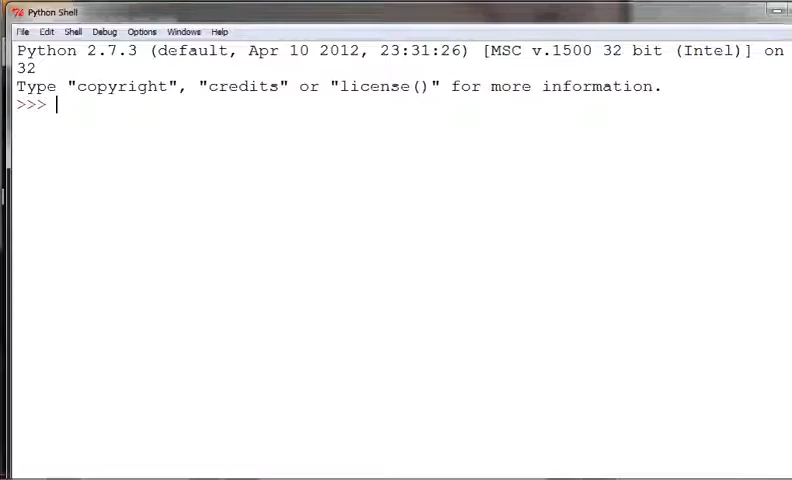 Python Shell
File Edit Shell Debug Options Windows Help
Python 2.7.3 (default, Apr 10 2012, 23:31:26) [MSC v.1500 32 bit (Intel)] on
32
Type "copyright", "credits" or "license()" for more information.
>>>